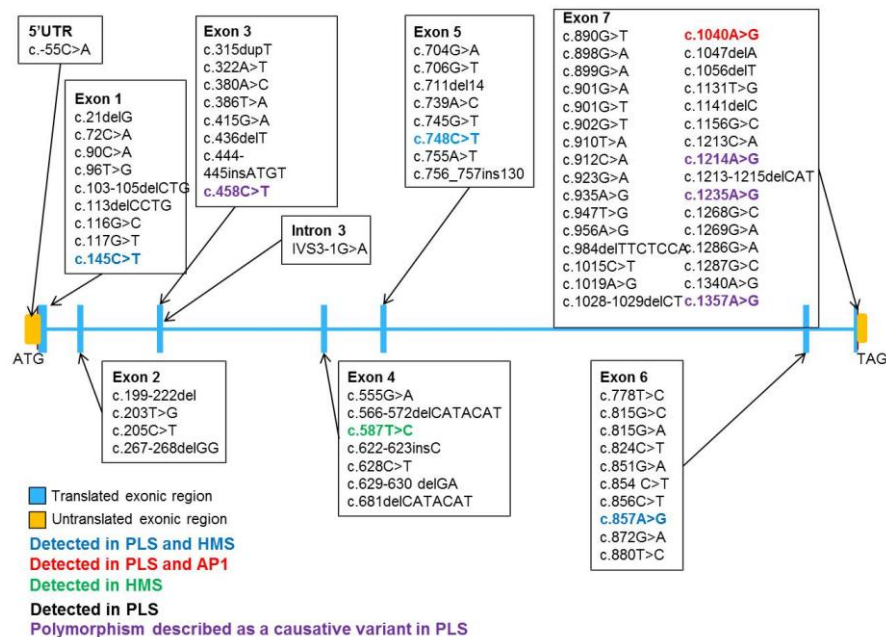 5'UTR
c.-55C>A
Exon 1
c.21delG
c.72C>A
c.90C>A
c.96T>G
c.103-105delCTG
c.113delCCTG
c.116G>C
c.117G>T
c.145C>T
Exon 3
c.315dupT
c.322A>T
c.380A>C
c.386T>A
c.415G>A
c.436delT
c.444-
445insATGT
c.458C>T
Intron 3
IVS3-1G>A
Exon 5
c.704G>A
c.706G>T
c.711del14
c.739A>C
c.745G>T
c.748C>T
c.755A>T
c.756_757ins130
Exon 7
c.890G>T
c.898G>A
c.899G>A
c.901G>A
c.901G>T
c.902G>T
c.910T>A
c.912C>A
c.923G>A
c.935A>G
c.947T>G
c.956A>G
c.984delTTCTCCA
c.1015C>T
c.1019A>G
c.1028-1029delCT
c.1040A>G
c.1047delA
c.1056delT
c.1131T>G
c.1141delC
c.1156G>C
c.1213C>A
c.1214A>G
c.1213-1215delCAT
c.1235A>G
c.1268G>C
c.1269G>A
c.1286G>A
c.1287G>C
c.1340A>G
c.1357A>G
ATG
TAG
Exon 2
c.199-222del
c.203T>G
c.205C>T
c.267-268delGG
Exon 4
c.555G>A
c.566-572delCATACAT
c.587T>C
c.622-623insC
c.628C>T
c.629-630 delGA
c.681delCATACAT
Exon 6
c.778T>C
c.815G>C
c.815G>A
c.824C>T
c.851G>A
c.854 C>T
c.856C>T
c.857A>G
c.872G>A
c.880T>C
Translated exonic region
Untranslated exonic region
Detected in PLS and HMS
Detected in PLS and AP1
Detected in HMS
Detected in PLS
Polymorphism described as a causative variant in PLS